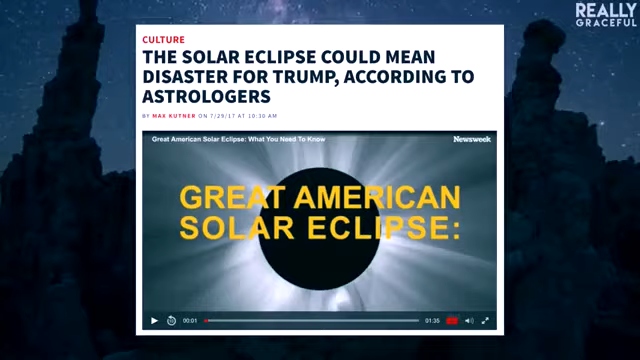 REALLY
GRACEFUL
CULTURE
THE SOLAR ECLIPSE COULD MEAN
DISASTER FOR TRUMP, ACCORDING TO
ASTROLOGERS
BY MAX KUTNER ON 7/29/17 AT 10:30 AM
Great American Solar Eclipse: What You Need To Know
Newsweek
GREAT AMERICAN
SOLAR ECLIPSE:
00:01
01:35